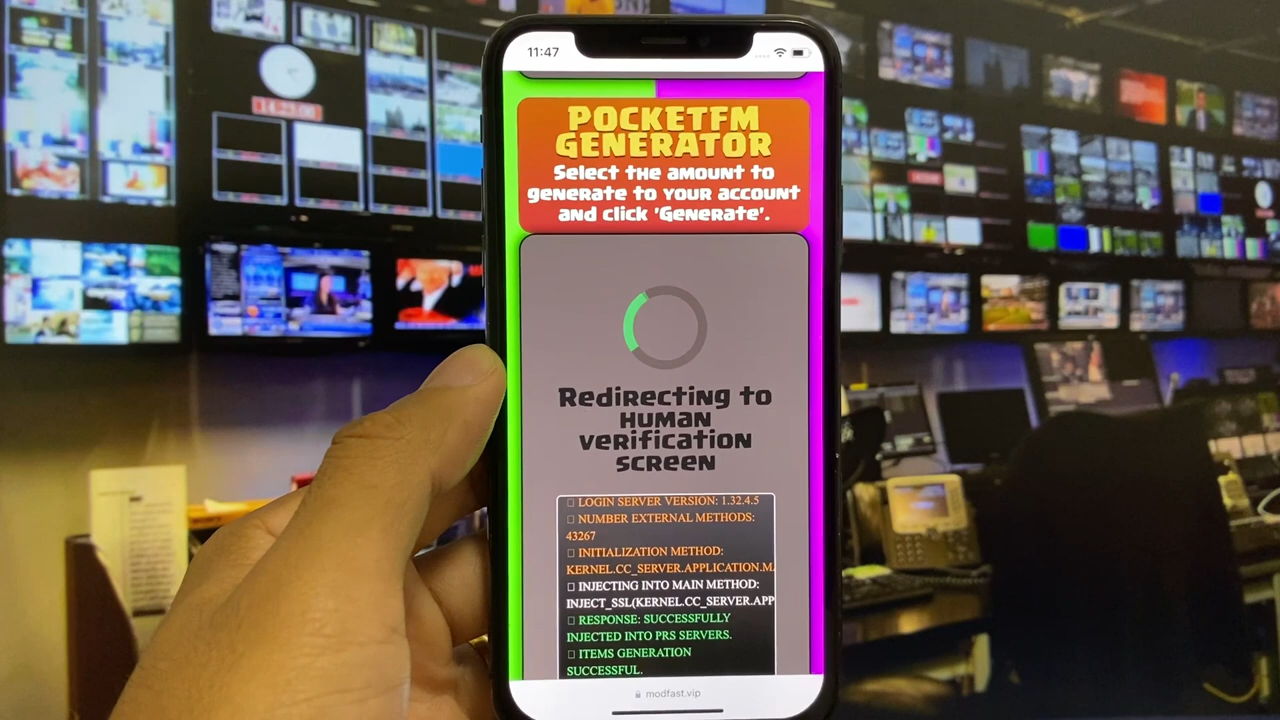 11:47
POCKETFM
GENERATOR
Select the amount to
generate to your account
and click 'Generate'.
Redirecting to
human
verification
screen
LOGIN SERVER VERSION: 1.32.4.5
NUMBER EXTERNAL METHODS:
43267
INITIALIZATION METHOD:
KERNEL.CC_SERVER.APPLICATION.MA
INJECTING INTO MAIN METHOD:
INJECT_SSL(KERNEL.CC_SERVER.APP
RESPONSE: SUCCESSFULLY
INJECTED INTO PRS SERVERS.
ITEMS GENERATION
SUCCESSFUL.
modfast.vip